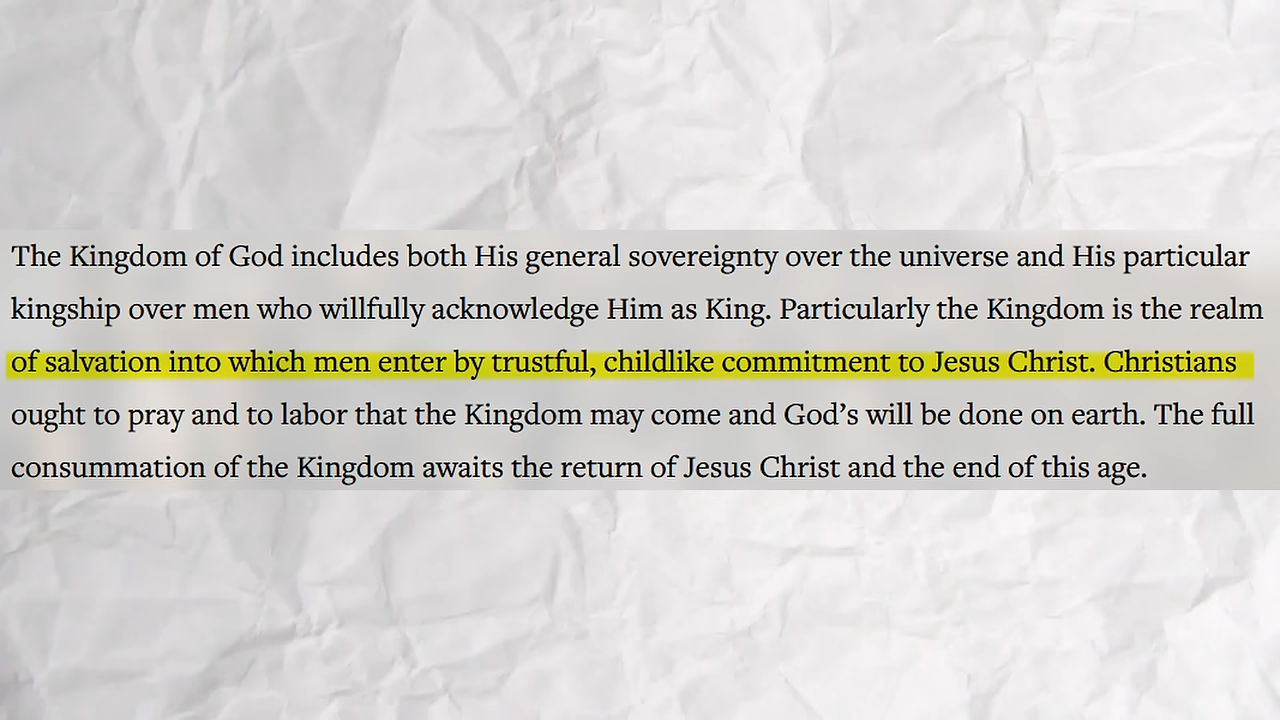 The Kingdom of God includes both His general sovereignty over the universe and His particular
kingship over men who willfully acknowledge Him as King. Particularly the Kingdom is the realm
of salvation into which men enter by trustful, childlike commitment to Jesus Christ. Christians
ought to pray and to labor that the Kingdom may come and God’s will be done on earth. The full
consummation of the Kingdom awaits the return of Jesus Christ and the end of this age.